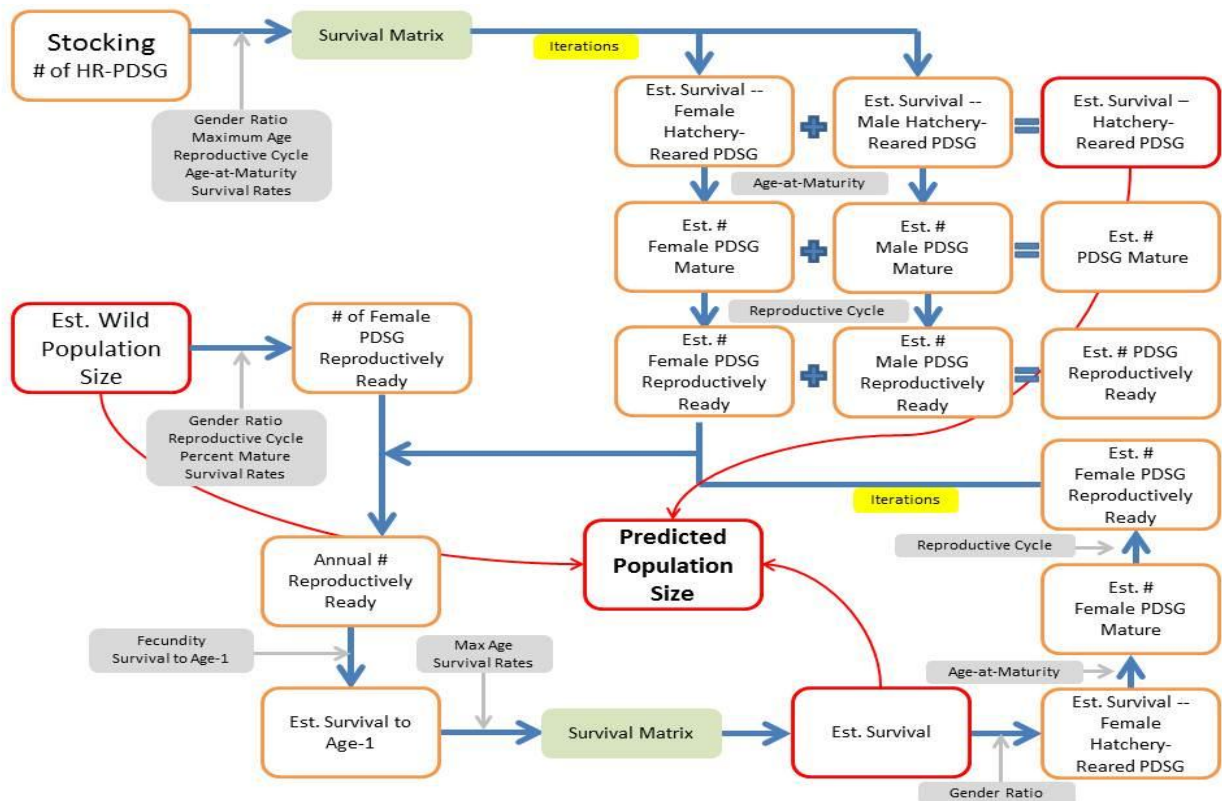 Stocking
# of HR-PDSG
Survival Matrix
Iterations
Gender Ratio
Maximum Age
Reproductive Cycle
Age-at-Maturity
Survival Rates
Est. Survival --
Female
Hatchery-
Reared PDSG
Est. Survival --
Male Hatchery-
Reared PDSG
Est. Survival –
Hatchery-
Reared PDSG
Age-at-Maturity
Est. #
Female PDSG
Mature
Est. #
Male PDSG
Mature
Est. #
PDSG Mature
Reproductive Cycle
Est. #
Female PDSG
Reproductively
Ready
Est. #
Male PDSG
Reproductively
Ready
Est. # PDSG
Reproductively
Ready
Est. Wild
Population
Size
# of Female
PDSG
Reproductively
Ready
Gender Ratio
Reproductive Cycle
Percent Mature
Survival Rates
Iterations
Est. #
Female PDSG
Reproductively
Ready
Reproductive Cycle
Est. #
Female PDSG
Mature
Age-at-Maturity
Annual #
Reproductively
Ready
Predicted
Population
Size
Fecundity
Survival to Age-1
Max Age
Survival Rates
Est. Survival to
Age-1
Survival Matrix
Est. Survival
Est. Survival --
Female
Hatchery-
Reared PDSG
Gender Ratio